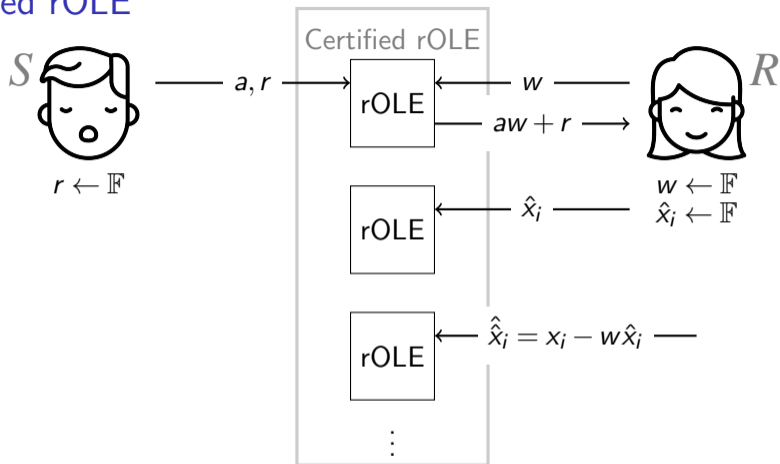 ed rOLE
Certified rOLE
S
a, r
rOLE
w
R
aw + r
r ← 𝔽
w ← 𝔽
rOLE
x̂ᵢ
x̂ᵢ ← 𝔽
rOLE
x̂̂ᵢ = xᵢ − wx̂ᵢ
⋮